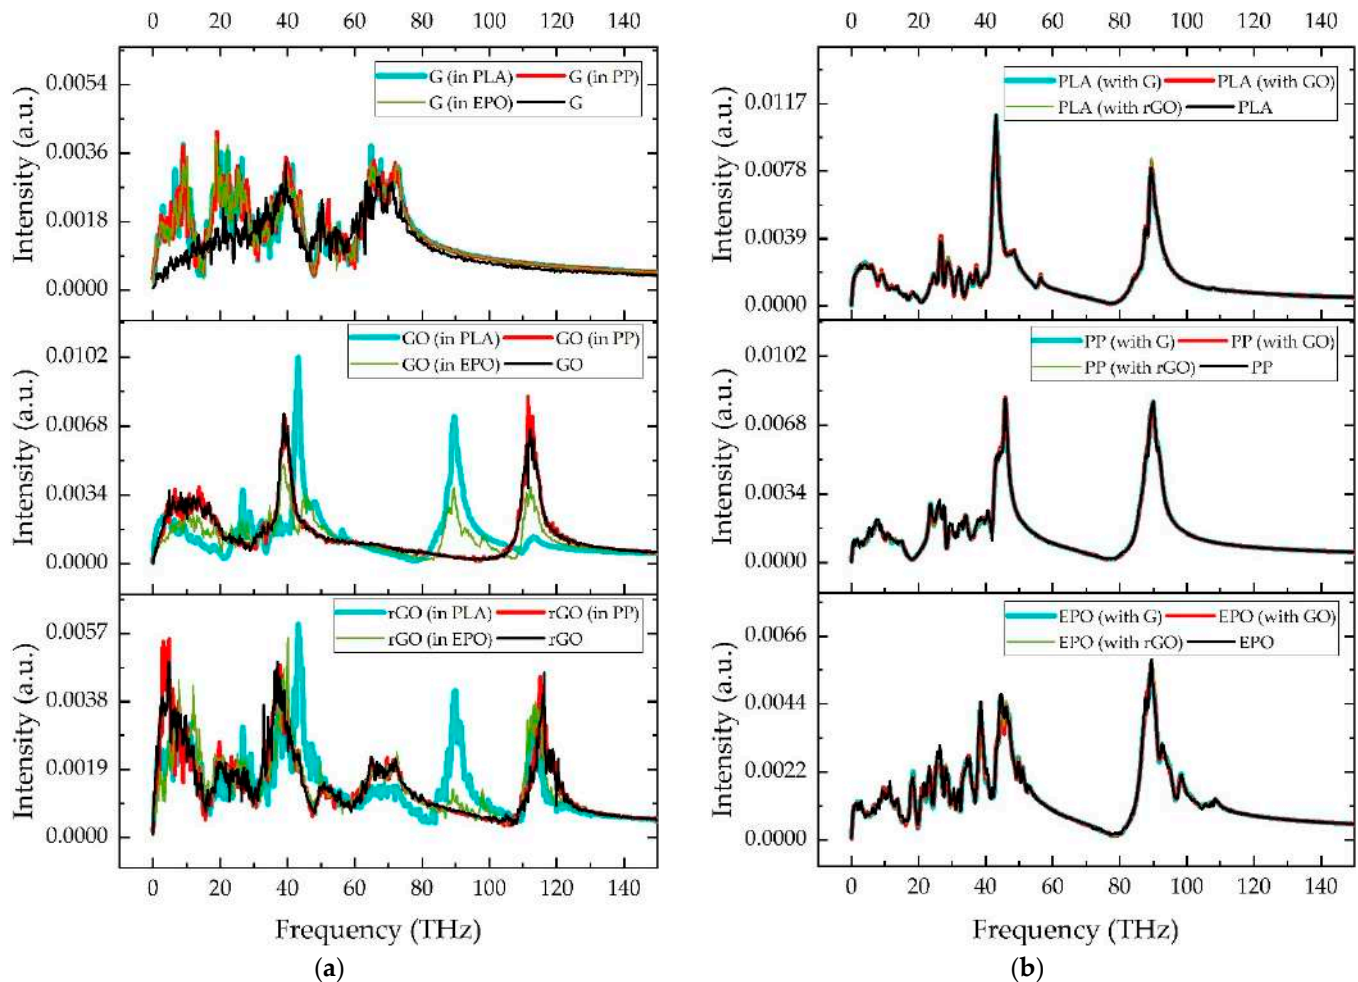 0 20 40 60 80 100 120 140
0 20 40 60 80 100 120 140
Intensity (a.u.)
0.0054
0.0036
0.0018
0.0000
G (in PLA) G (in PP)
G (in EPO) G
Intensity (a.u.)
0.0117
0.0078
0.0039
0.0000
PLA (with G) PLA (with GO)
PLA (with rGO) PLA
Intensity (a.u.)
0.0102
0.0068
0.0034
0.0000
GO (in PLA) GO (in PP)
GO (in EPO) GO
Intensity (a.u.)
0.0102
0.0068
0.0034
0.0000
PP (with G) PP (with GO)
PP (with rGO) PP
Intensity (a.u.)
0.0057
0.0038
0.0019
0.0000
rGO (in PLA) rGO (in PP)
rGO (in EPO) rGO
Intensity (a.u.)
0.0066
0.0044
0.0022
0.0000
EPO (with G) EPO (with GO)
EPO (with rGO) EPO
0 20 40 60 80 100 120 140
0 20 40 60 80 100 120 140
Frequency (THz)
Frequency (THz)
(a)
(b)